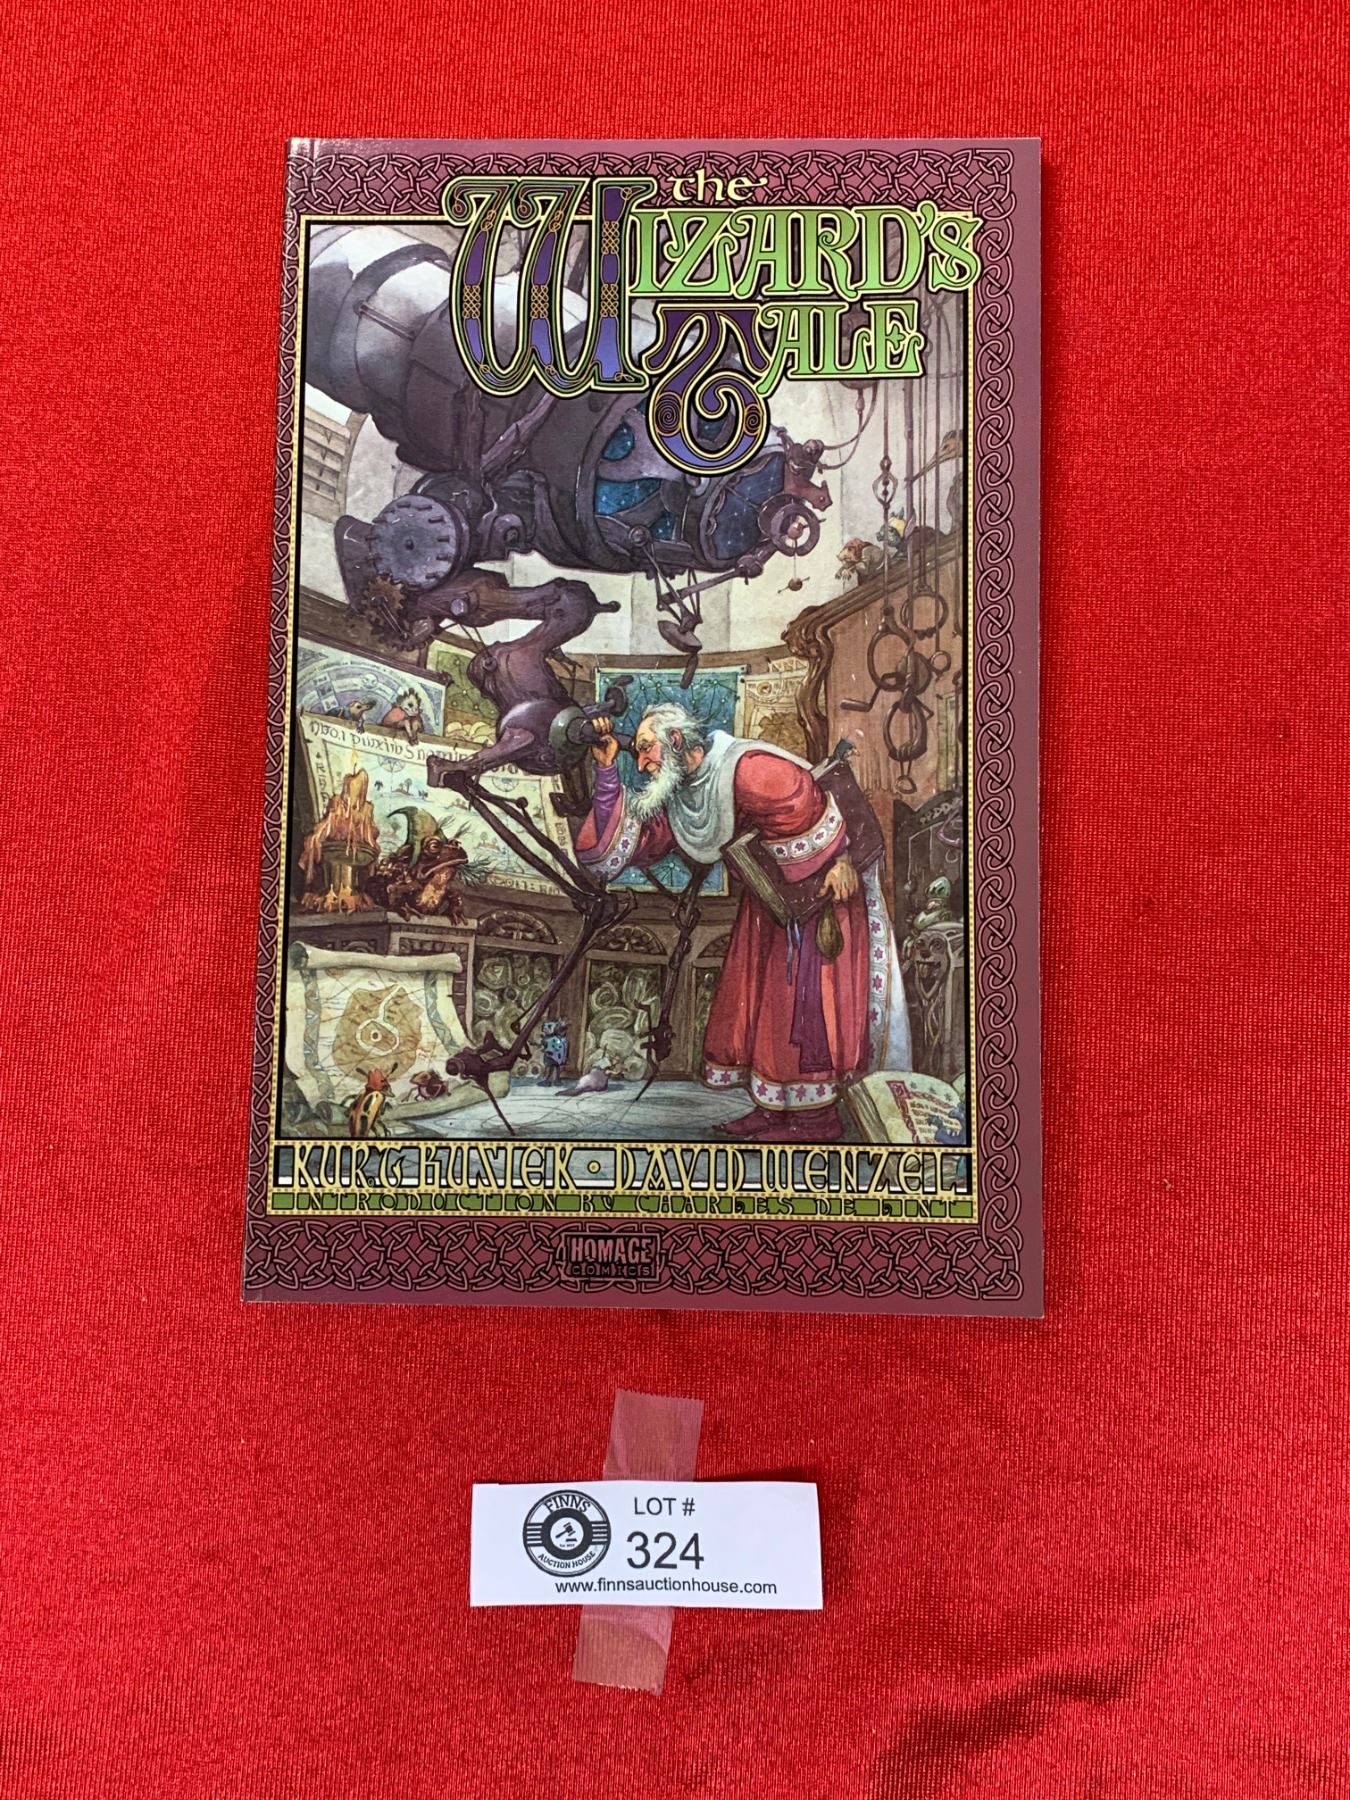 the
WIZARD'S
TALE
KURT BUSIEK • DAVID WENZEL
INTRODUCTION BY CHARLES DE LINT
HOMAGE
COMICS
FINNS
AUCTION HOUSE
LOT #
324
www.finnsauctionhouse.com